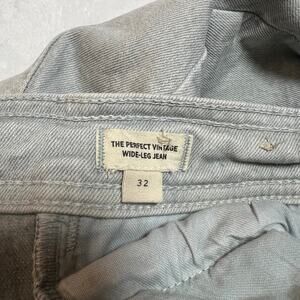 THE PERFECT VINTAGE
WIDE-LEG JEAN
32